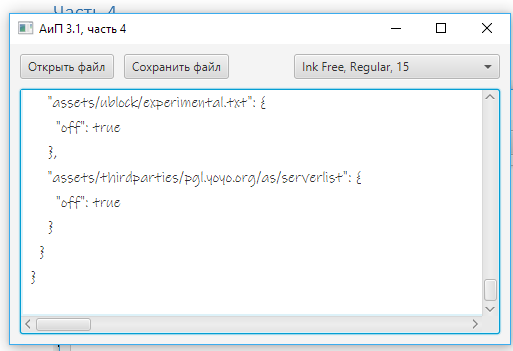 Часть 4
АиП 3.1, часть 4
Открыть файл
Сохранить файл
Ink Free, Regular, 15
"assets/ublock/experimental.txt": {
"off": true
},
"assets/thirdparties/pgl.yoyo.org/as/serverlist": {
"off": true
}
}
}